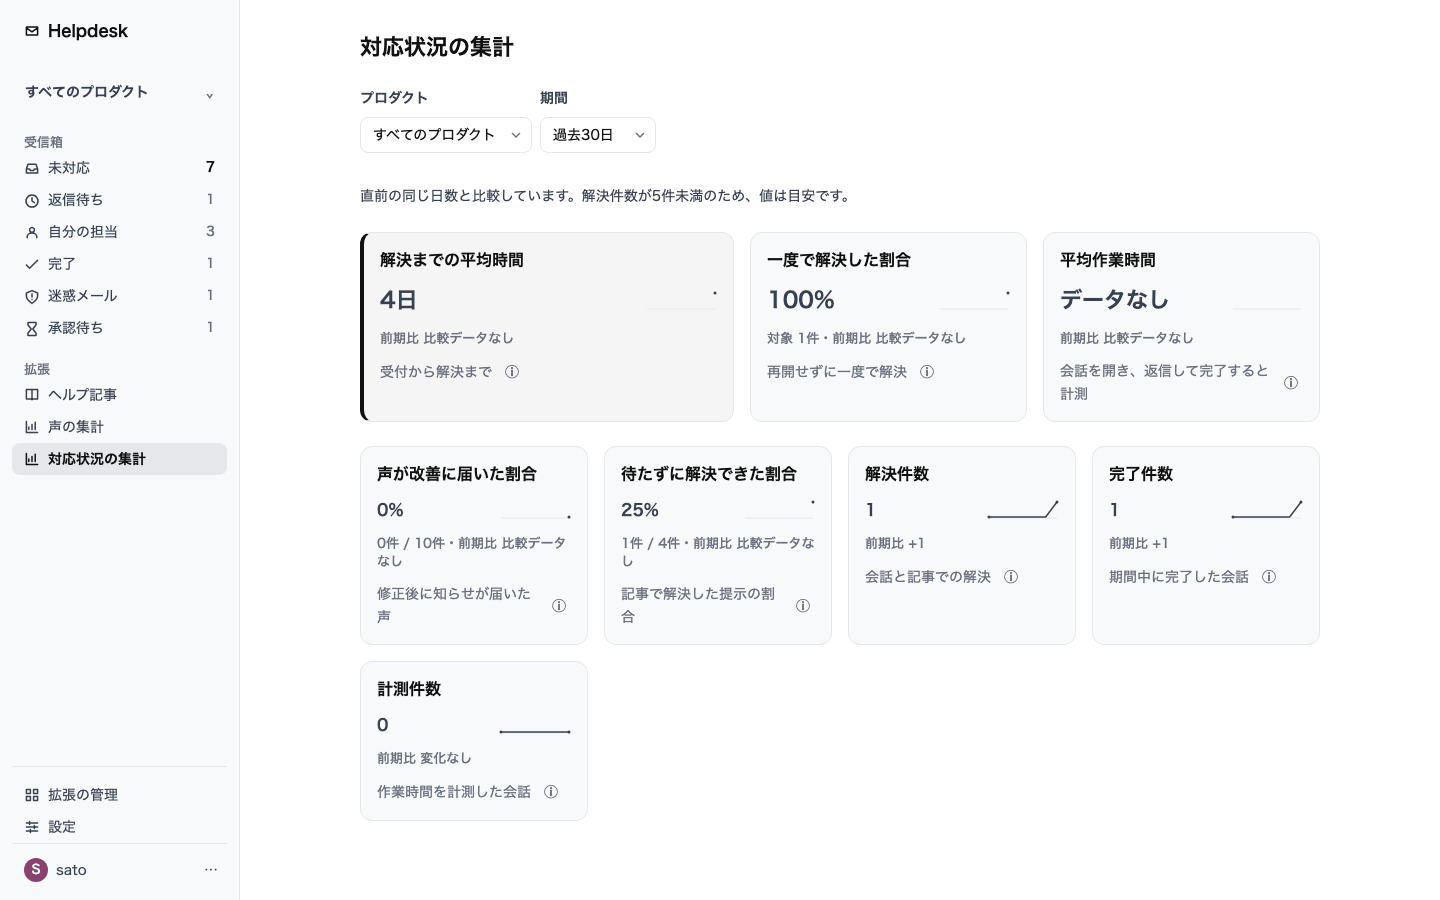 Helpdesk
すべてのプロダクト
受信箱
未対応 7
返信待ち 1
自分の担当 3
完了 1
迷惑メール 1
承認待ち 1
拡張
ヘルプ記事
声の集計
対応状況の集計
拡張の管理
設定
S sato ...
対応状況の集計
プロダクト 期間
すべてのプロダクト 過去30日
直前の同じ日数と比較しています。解決件数が5件未満のため、値は目安です。
解決までの平均時間
4日
前期比 比較データなし
受付から解決まで
一度で解決した割合
100%
対象 1件・前期比 比較データなし
再開せずに一度で解決
平均作業時間
データなし
前期比 比較データなし
会話を開き、返信して完了すると
計測
声が改善に届いた割合
0%
0件 / 10件・前期比 比較データ
なし
修正後に知らせが届いた
声
待たずに解決できた割合
25%
1件 / 4件・前期比 比較データな
し
記事で解決した提示の割
合
解決件数
1
前期比 +1
会話と記事での解決
完了件数
1
前期比 +1
期間中に完了した会話
計測件数
0
前期比 変化なし
作業時間を計測した会話